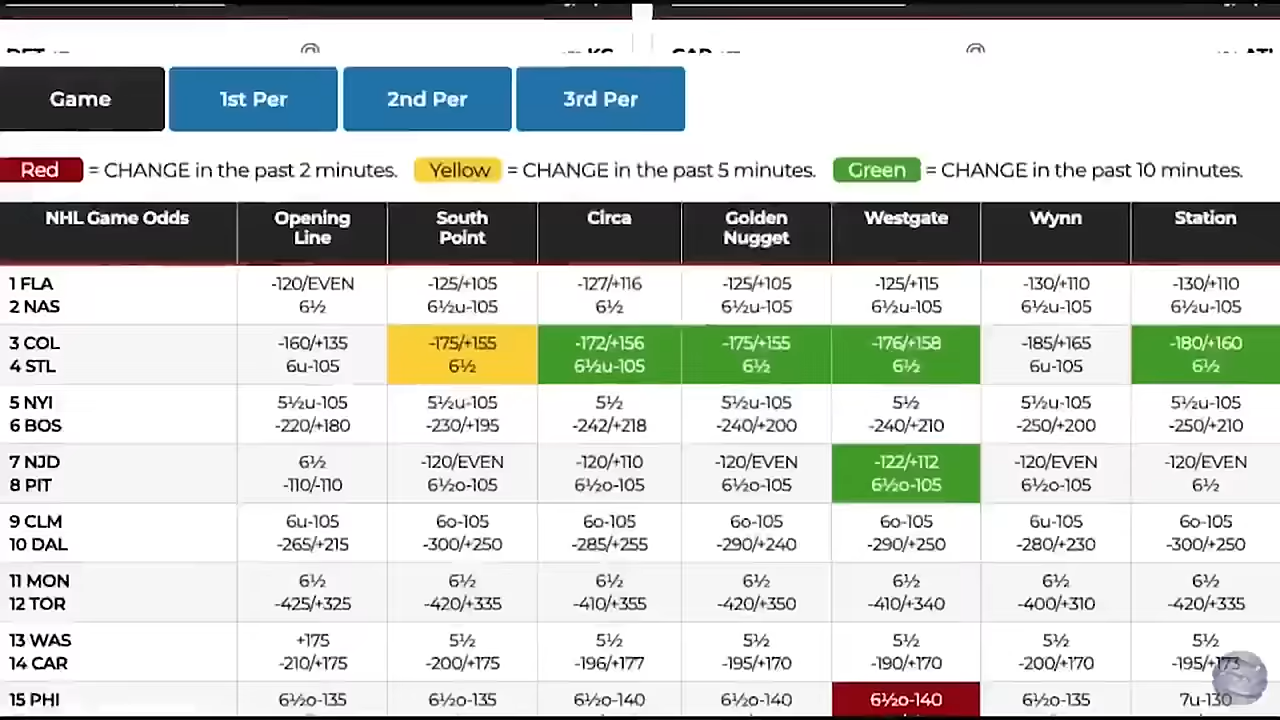 Game 1st Per 2nd Per 3rd Per
Red = CHANGE in the past 2 minutes. Yellow = CHANGE in the past 5 minutes. Green = CHANGE in the past 10 minutes.
NHL Game Odds Opening Line South Point Circa Golden Nugget Westgate Wynn Station
1 FLA -120/EVEN -125/+105 -127/+116 -125/+105 -125/+115 -130/+110 -130/+110
2 NAS 6½ 6½u-105 6½ 6½u-105 6½u-105 6½u-105 6½u-105
3 COL -160/+135 -175/+155 -172/+156 -175/+155 -176/+158 -185/+165 -180/+160
4 STL 6u-105 6½ 6½u-105 6½ 6½ 6u-105 6½
5 NYI 5½u-105 5½u-105 5½ 5½u-105 5½ 5½u-105 5½u-105
6 BOS -220/+180 -230/+195 -242/+218 -240/+200 -240/+210 -250/+200 -250/+210
7 NJD 6½ -120/EVEN -120/+110 -120/EVEN -122/+112 -120/EVEN -120/EVEN
8 PIT -110/-110 6½o-105 6½o-105 6½o-105 6½o-105 6½o-105 6½
9 CLM 6u-105 6o-105 6o-105 6o-105 6o-105 6u-105 6o-105
10 DAL -265/+215 -300/+250 -285/+255 -290/+240 -290/+250 -280/+230 -300/+250
11 MON 6½ 6½ 6½ 6½ 6½ 6½ 6½
12 TOR -425/+325 -420/+335 -410/+355 -420/+350 -410/+340 -400/+310 -420/+335
13 WAS +175 5½ 5½ 5½ 5½ 5½ 5½
14 CAR -210/+175 -200/+175 -196/+177 -195/+170 -190/+170 -200/+170 -195/+173
15 PHI 6½o-135 6½o-135 6½o-140 6½o-140 6½o-140 6½o-135 7u-130